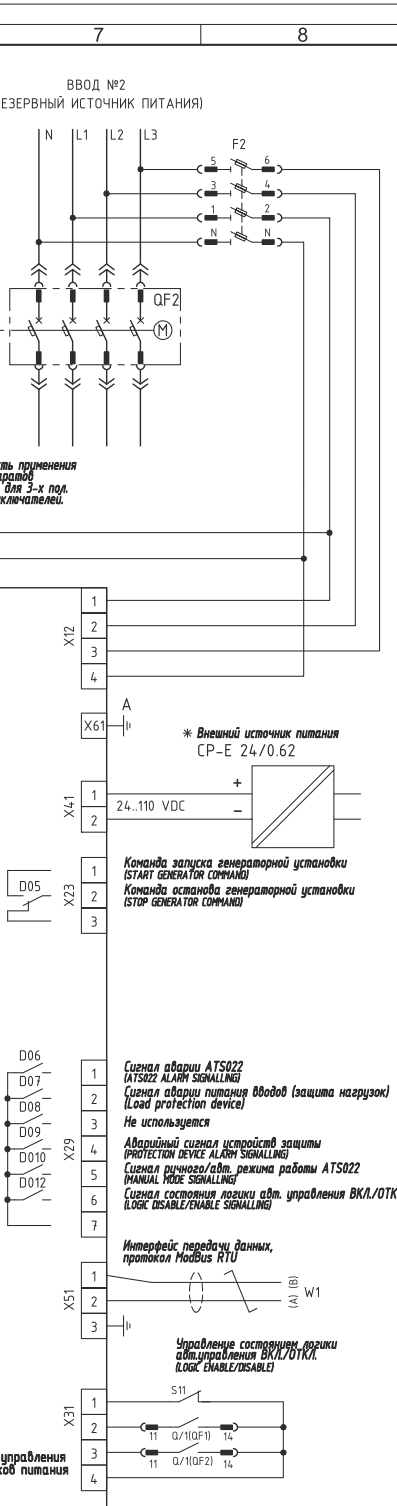 7 8
ВВОД №2
ЕЗЕРВНЫЙ ИСТОЧНИК ПИТАНИЯ)
N L1 L2 L3
F2
5 6
3 4
1 2
N N
QF2
M
ть применения
аратов
для 3-х пол.
ключателей.
X12
1
2
3
4
X61
A
* Внешний источник питания
CP-E 24/0.62
X41
1
2
24..110 VDC
+
-
X23
D05
1 Команда запуска генераторной установки
(START GENERATOR COMMAND)
2 Команда останова генераторной установки
(STOP GENERATOR COMMAND)
3
X29
D06
D07
D08
D09
D010
D012
1 Сигнал аварии ATS022
(ATS022 ALARM SIGNALLING)
2 Сигнал аварии питания вводов (защита нагрузок)
(Load protection device)
3 Не используется
4 Аварийный сигнал устройств защиты
(PROTECTION DEVICE ALARM SIGNALLING)
5 Сигнал ручного/авт. режима работы ATS022
(MANUAL MODE SIGNALLING)
6 Сигнал состояния логики авт. управления ВКЛ./ОТК
(LOGIC DISABLE/ENABLE SIGNALLING)
7
Интерфейс передачи данных,
протокол ModBus RTU
X51
1
2
3
(A) (B)
W1
Управление состоянием логики
авт.управления ВКЛ./ОТКЛ.
(LOGIC ENABLE/DISABLE)
X31
1 S11
2 11 Q/1(QF1) 14
3 11 Q/1(QF2) 14
4
управления
ков питания